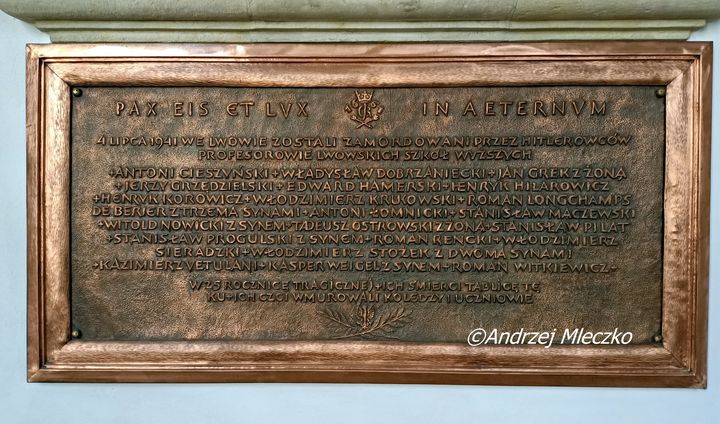 PAX EIS ET LVX IN AETERNVM
4 LIPCA 1941 WE LWOWIE ZOSTALI ZAMORDOWANI PRZEZ HITLEROWCÓW
PROFESOROWIE LWOWSKICH SZKÓŁ WYŻSZYCH
+ANTONI CIESZYŃSKI+WŁADYSŁAW DOBRZANIECKI+JAN GREK Z ŻONĄ
+JERZY GRZĘDZIELSKI+EDWARD HAMERSKI+HENRYK HILAROWICZ
+HENRYK KOROWICZ+WŁODZIMIERZ KRUKOWSKI+ROMAN LONGCHAMPS
DE BERIER Z TRZEMA SYNAMI+ANTONI ŁOMNICKI+STANISŁAW MĄCZEWSKI
+WITOLD NOWICKI Z SYNEM+TADEUSZ OSTROWSKI Z ŻONĄ+STANISŁAW PILAT
+STANISŁAW PROGULSKI Z SYNEM+ROMAN RENCKI+WŁODZIMIERZ
SIERADZKI+WŁODZIMIERZ STOŻEK Z DWOMA SYNAMI
+KAZIMIERZ VETULANI+KASPER WEIGEL Z SYNEM+ROMAN WITKIEWICZ+
W 25 ROCZNICĘ TRAGICZNEJ+ICH ŚMIERCI TABLICĘ TĘ
KU+ICH CZCI WMUROWALI KOLEDZY I UCZNIOWIE
©Andrzej Mleczko